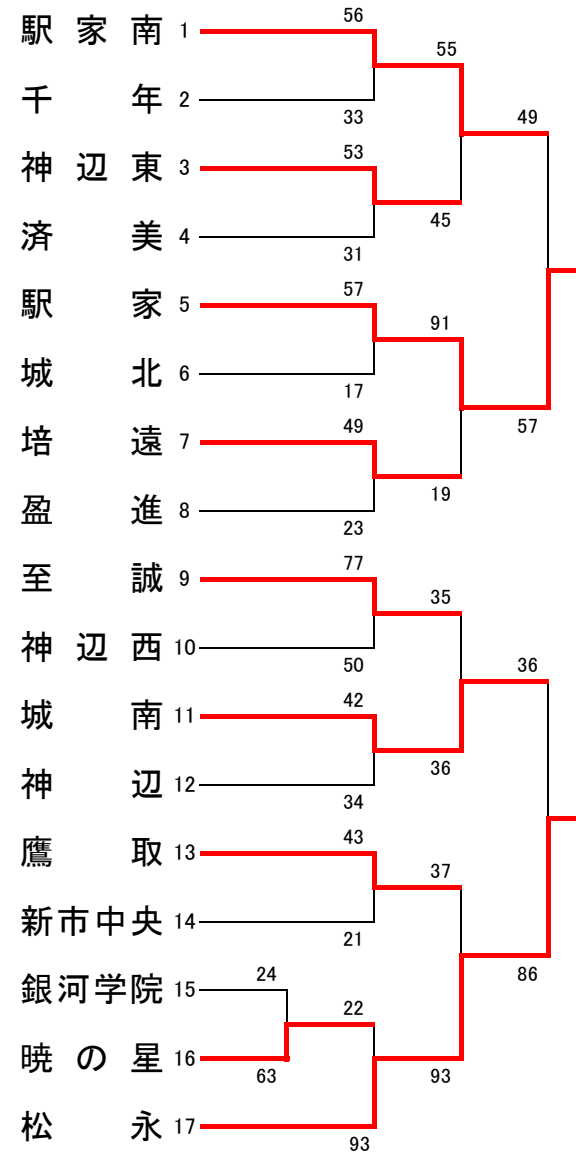 56
駅家南 1
55
千年 2
33
49
53
神辺東 3
45
済美 4
31
57
駅家 5
91
城北 6
17
57
49
培遠 7
19
盈進 8
23
77
至誠 9
35
神辺西 10
50
36
42
城南 11
36
神辺 12
34
43
鷹取 13
37
新市中央 14
21
86
24
銀河学院 15
22
暁の星 16
63
93
松永 17
93